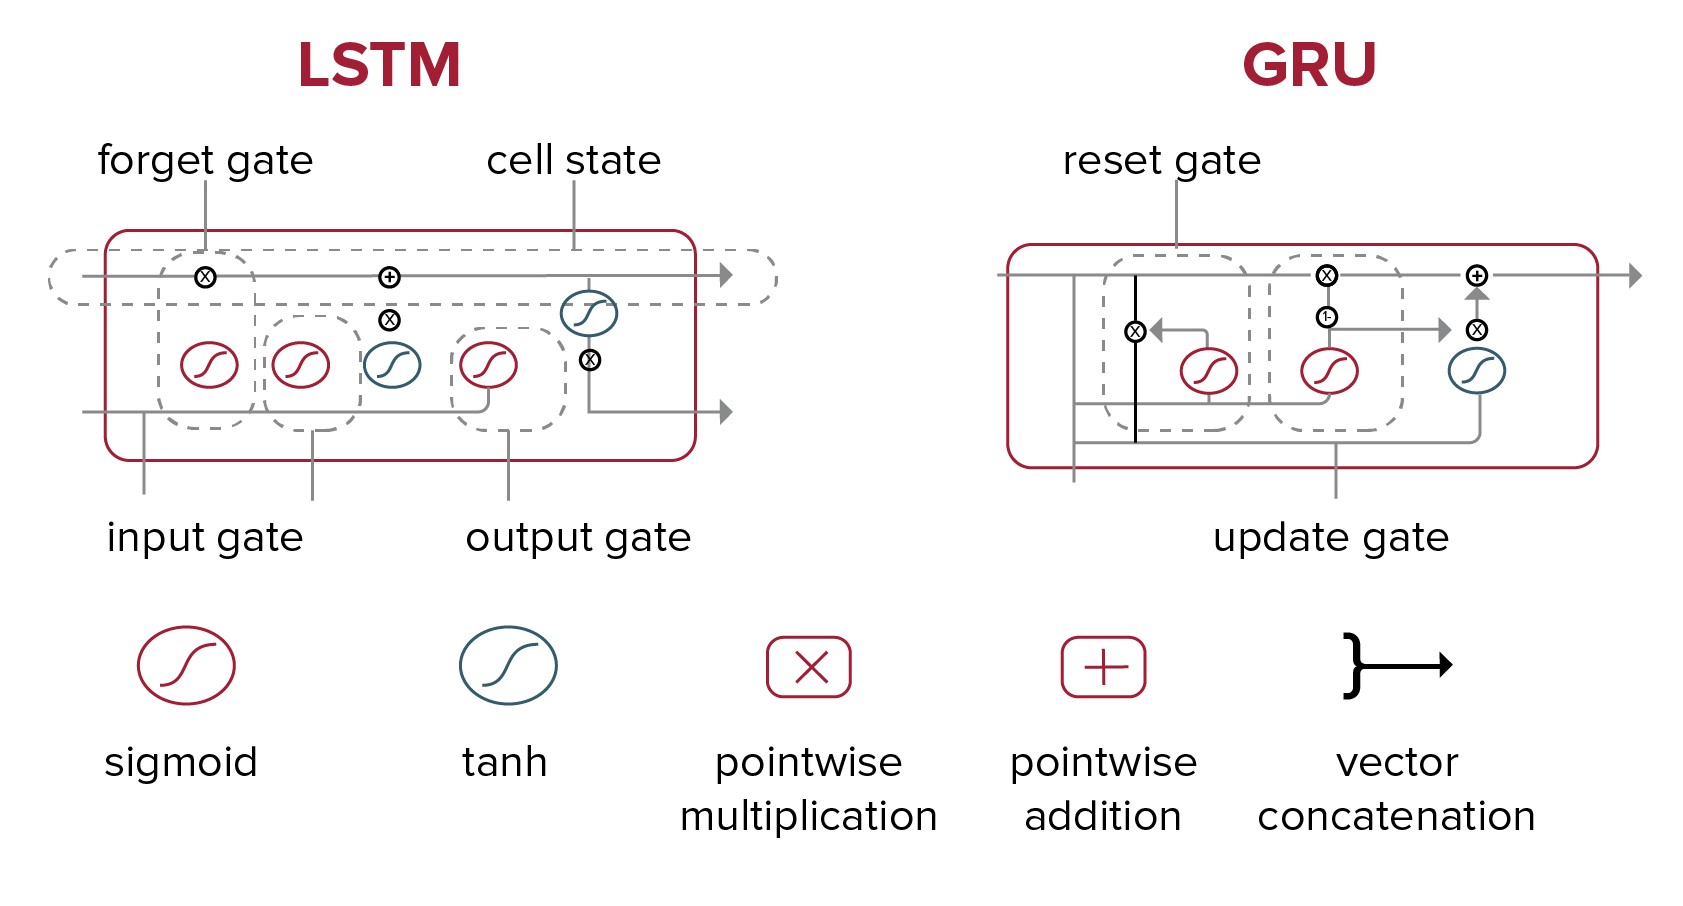 LSTM
GRU
forget gate
cell state
reset gate
X
+
X
X
X
X
1-
+
X
input gate
output gate
update gate
sigmoid
tanh
pointwise
multiplication
pointwise
addition
vector
concatenation